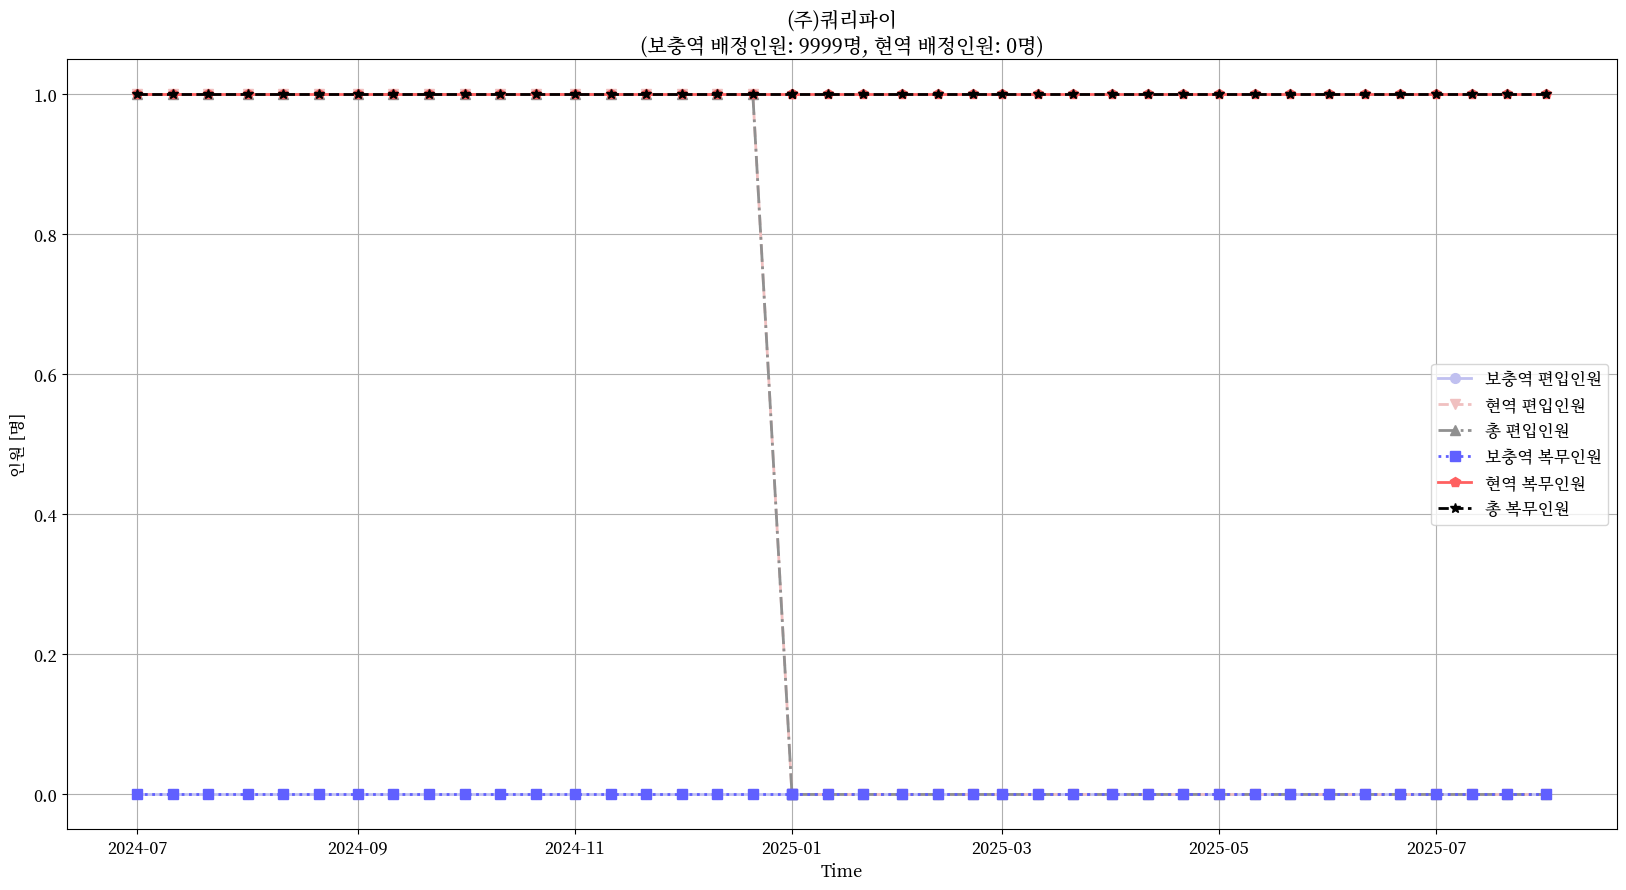 (주)쿼리파이
(보충역 배정인원: 9999명, 현역 배정인원: 0명)
인원 [명]
1.0
0.8
0.6
0.4
0.2
0.0
보충역 편입인원
현역 편입인원
총 편입인원
보충역 복무인원
현역 복무인원
총 복무인원
2024-07
2024-09
2024-11
2025-01
2025-03
2025-05
2025-07
Time